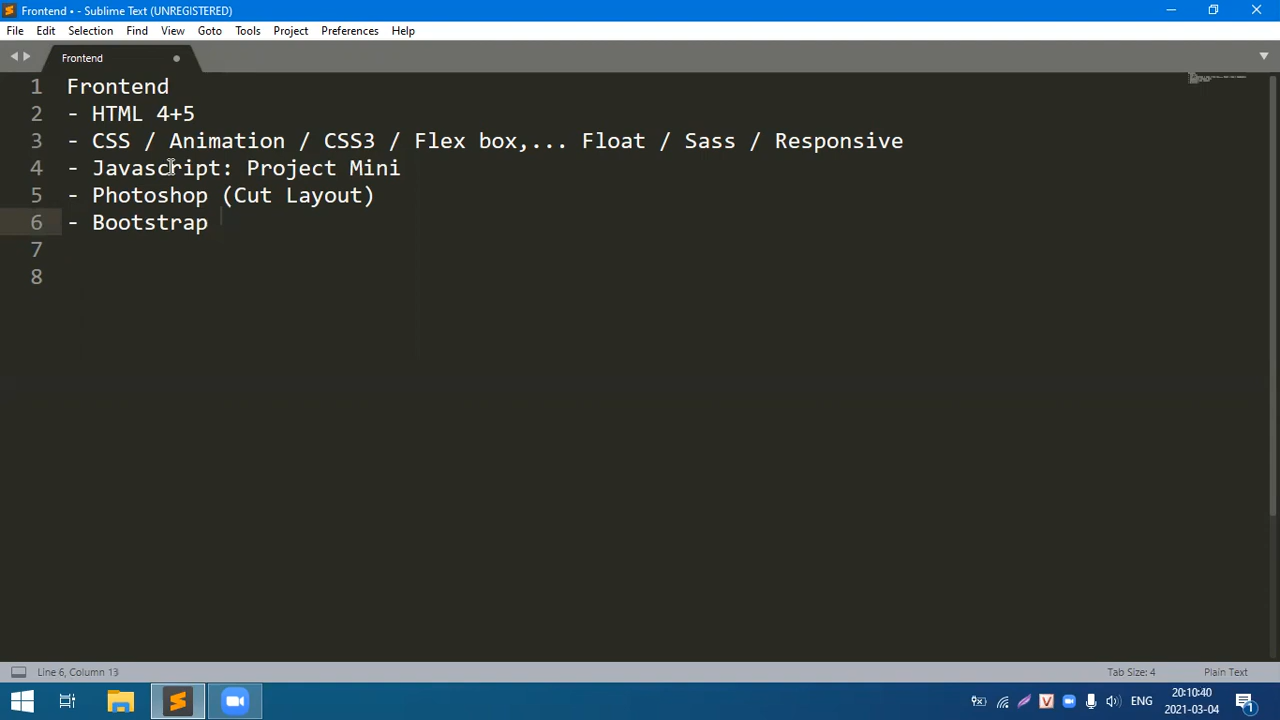 Frontend • - Sublime Text (UNREGISTERED)
File Edit Selection Find View Goto Tools Project Preferences Help
Frontend
1 Frontend
2 - HTML 4+5
3 - CSS / Animation / CSS3 / Flex box,... Float / Sass / Responsive
4 - Javascript: Project Mini
5 - Photoshop (Cut Layout)
6 - Bootstrap
7
8
Line 6, Column 13 Tab Size: 4 Plain Text
ENG 20:10:40
2021-03-04
1